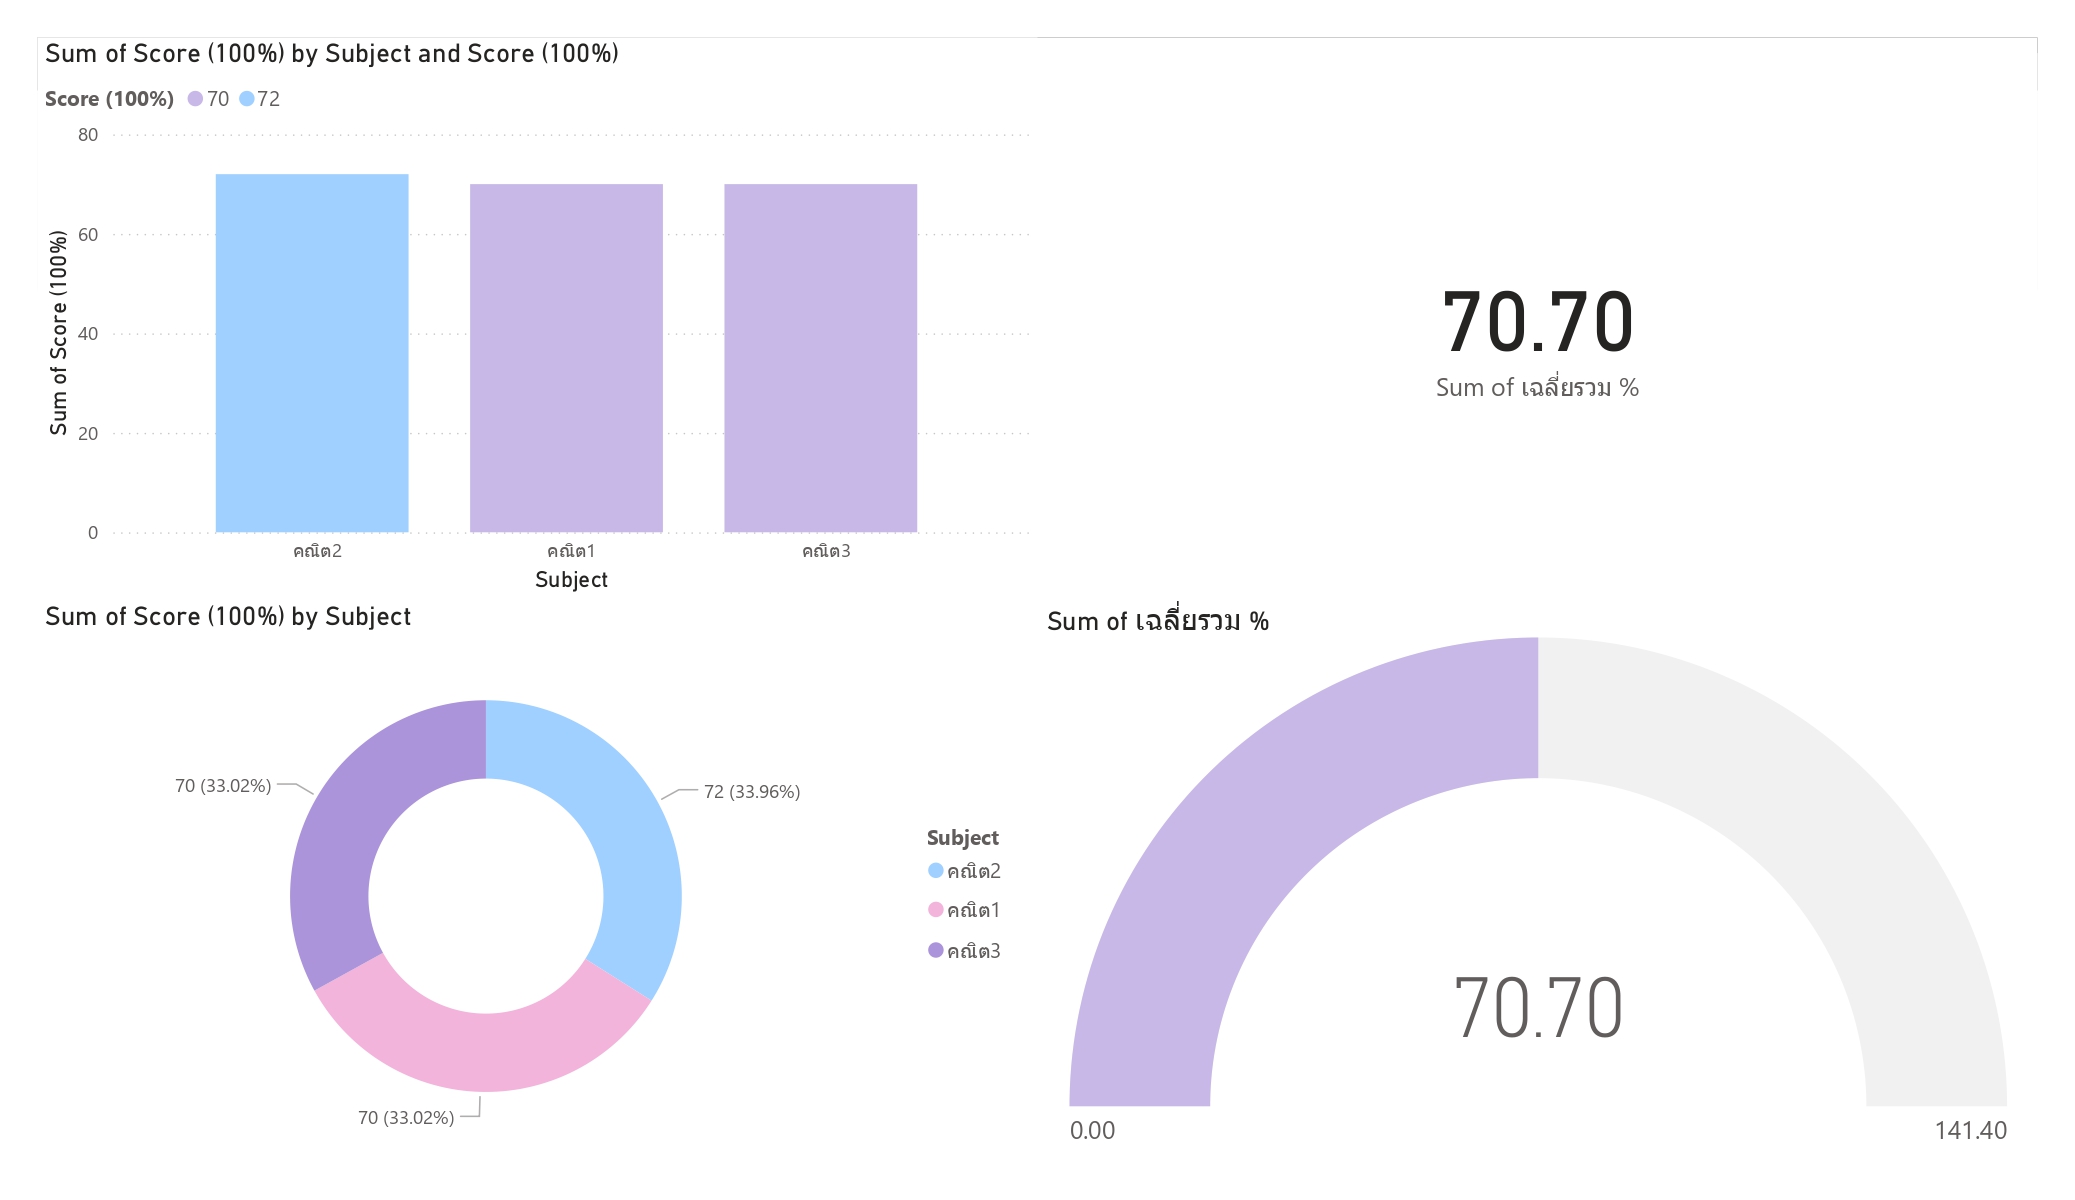 Sum of Score (100%) by Subject and Score (100%)
Score (100%) 70 72
80
60
40
20
0
Sum of Score (100%)
คณิต2 คณิต1 คณิต3
Subject
70.70
Sum of เฉลี่ยรวม %
Sum of Score (100%) by Subject
70 (33.02%)
72 (33.96%)
70 (33.02%)
Subject
คณิต2
คณิต1
คณิต3
Sum of เฉลี่ยรวม %
70.70
0.00 141.40